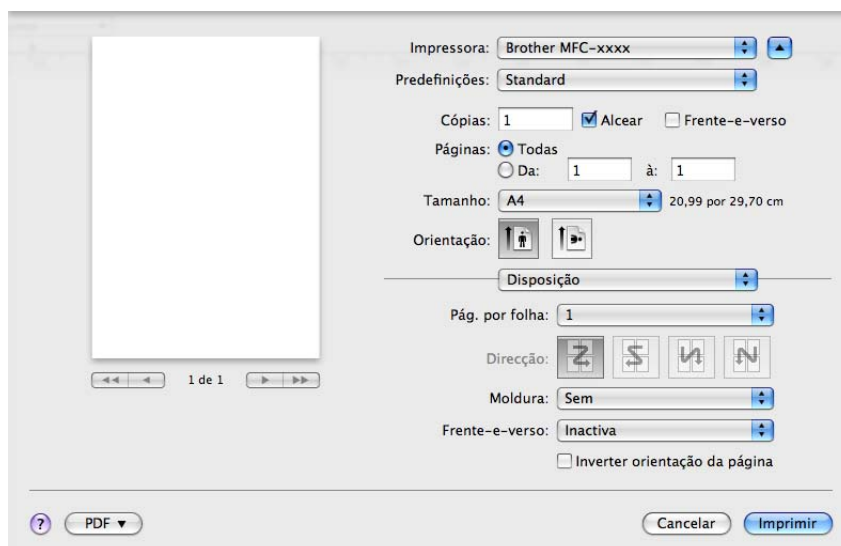 Impressora: Brother MFC-xxxx
Predefinições: Standard
Cópias: 1 Alcear Frente-e-verso
Páginas: Todas
Da: 1 à: 1
Tamanho: A4 20,99 por 29,70 cm
Orientação:
Disposição
Pág. por folha: 1
Direcção:
Moldura: Sem
Frente-e-verso: Inactiva
Inverter orientação da página
1 de 1
? PDF Cancelar Imprimir